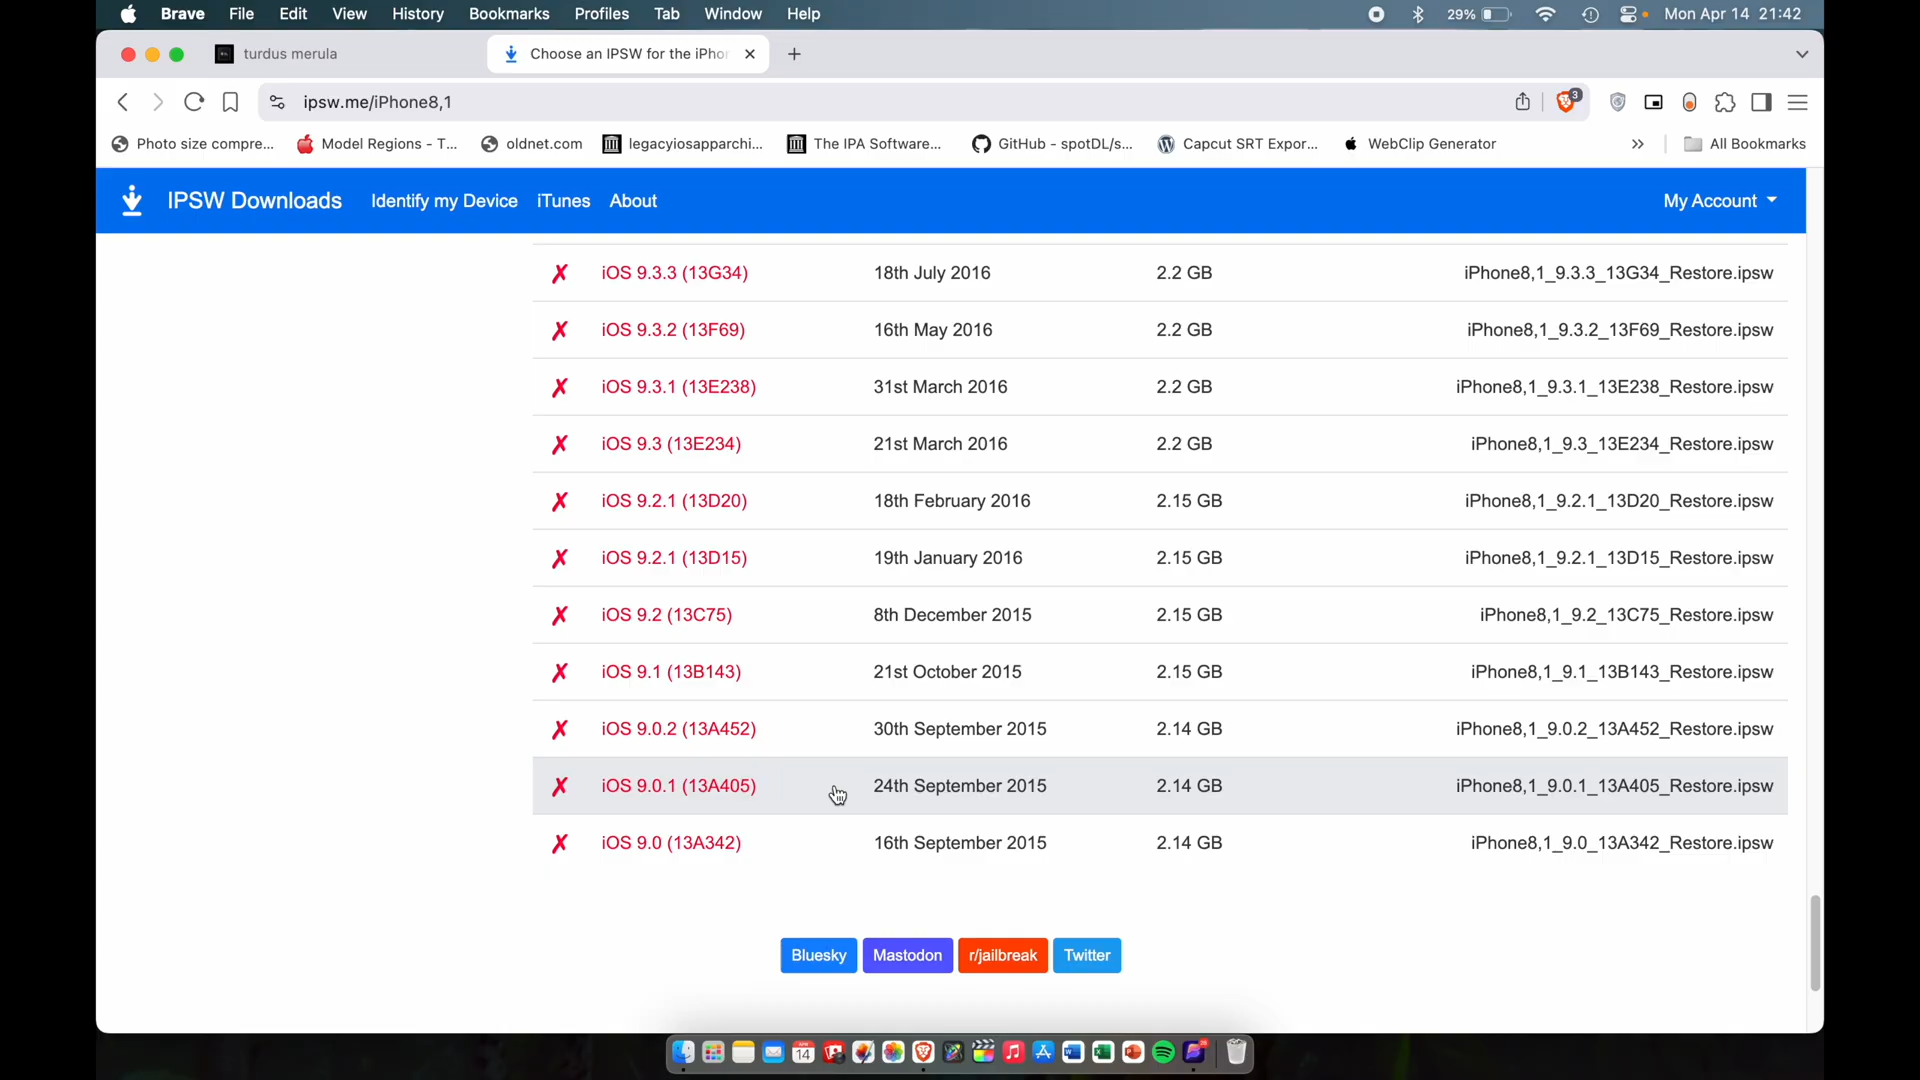 Brave File Edit View History Bookmarks Profiles Tab Window Help 29% Mon Apr 14 21:42
turdus merula Choose an IPSW for the iPho
ipsw.me/iPhone8,1 3
Photo size compre... Model Regions - T... oldnet.com legacyiosapparchi... The IPA Software... GitHub - spotDL/s... Capcut SRT Expor... WebClip Generator » All Bookmarks
IPSW Downloads Identify my Device iTunes About My Account
✗ iOS 9.3.3 (13G34) 18th July 2016 2.2 GB iPhone8,1_9.3.3_13G34_Restore.ipsw
✗ iOS 9.3.2 (13F69) 16th May 2016 2.2 GB iPhone8,1_9.3.2_13F69_Restore.ipsw
✗ iOS 9.3.1 (13E238) 31st March 2016 2.2 GB iPhone8,1_9.3.1_13E238_Restore.ipsw
✗ iOS 9.3 (13E234) 21st March 2016 2.2 GB iPhone8,1_9.3_13E234_Restore.ipsw
✗ iOS 9.2.1 (13D20) 18th February 2016 2.15 GB iPhone8,1_9.2.1_13D20_Restore.ipsw
✗ iOS 9.2.1 (13D15) 19th January 2016 2.15 GB iPhone8,1_9.2.1_13D15_Restore.ipsw
✗ iOS 9.2 (13C75) 8th December 2015 2.15 GB iPhone8,1_9.2_13C75_Restore.ipsw
✗ iOS 9.1 (13B143) 21st October 2015 2.15 GB iPhone8,1_9.1_13B143_Restore.ipsw
✗ iOS 9.0.2 (13A452) 30th September 2015 2.14 GB iPhone8,1_9.0.2_13A452_Restore.ipsw
✗ iOS 9.0.1 (13A405) 24th September 2015 2.14 GB iPhone8,1_9.0.1_13A405_Restore.ipsw
✗ iOS 9.0 (13A342) 16th September 2015 2.14 GB iPhone8,1_9.0_13A342_Restore.ipsw
Bluesky Mastodon r/jailbreak Twitter
14